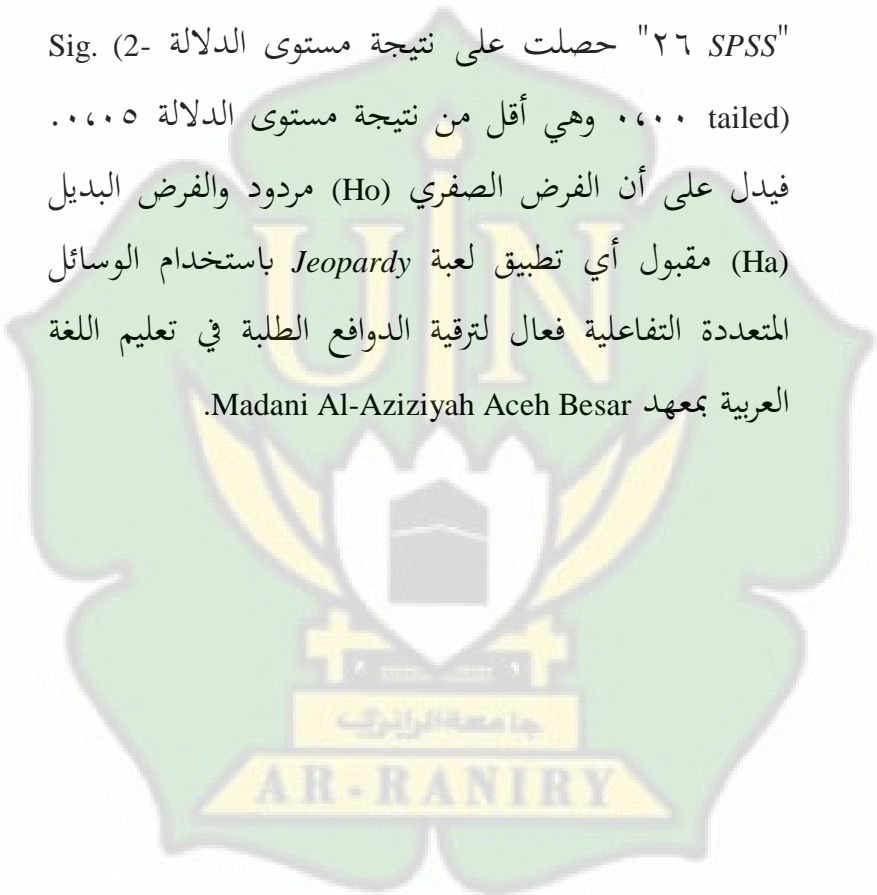 "SPSS ٢٦" حصلت على نتيجة مستوى الدلالة Sig. (2-
tailed) ٠،٠٠ وهي أقل من نتيجة مستوى الدلالة ٠،٠٥.
فيدل على أن الفرض الصفري (Ho) مردود والفرض البديل
(Ha) مقبول أي تطبيق لعبة Jeopardy باستخدام الوسائل
المتعددة التفاعلية فعال لترقية الدوافع الطلبة في تعليم اللغة
العربية بمعهد Madani Al-Aziziyah Aceh Besar.
UIN
جامعة الرانري
AR-RANIRY